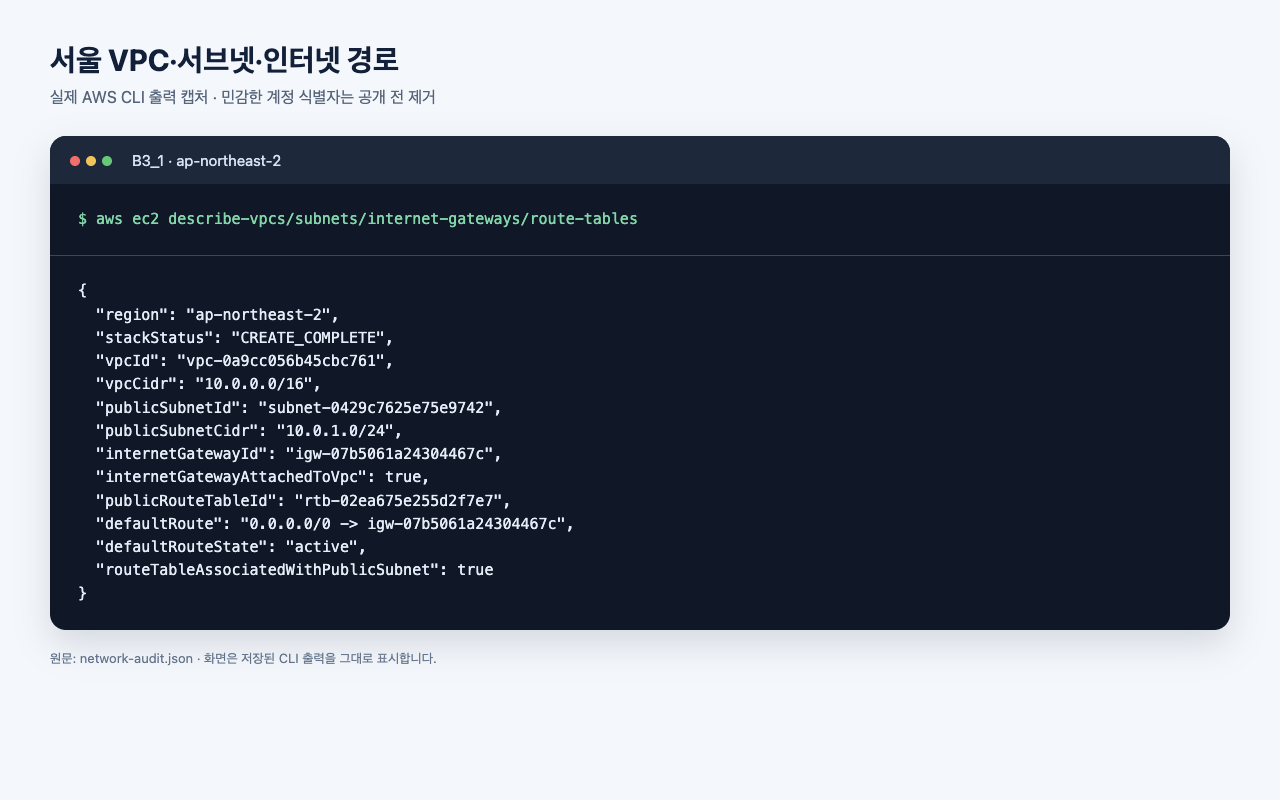 서울 VPC·서브넷·인터넷 경로
실제 AWS CLI 출력 캡처 · 민감한 계정 식별자는 공개 전 제거
B3_1 · ap-northeast-2
$ aws ec2 describe-vpcs/subnets/internet-gateways/route-tables
{
  "region": "ap-northeast-2",
  "stackStatus": "CREATE_COMPLETE",
  "vpcId": "vpc-0a9cc056b45cbc761",
  "vpcCidr": "10.0.0.0/16",
  "publicSubnetId": "subnet-0429c7625e75e9742",
  "publicSubnetCidr": "10.0.1.0/24",
  "internetGatewayId": "igw-07b5061a24304467c",
  "internetGatewayAttachedToVpc": true,
  "publicRouteTableId": "rtb-02ea675e255d2f7e7",
  "defaultRoute": "0.0.0.0/0 -> igw-07b5061a24304467c",
  "defaultRouteState": "active",
  "routeTableAssociatedWithPublicSubnet": true
}
원문: network-audit.json · 화면은 저장된 CLI 출력을 그대로 표시합니다.